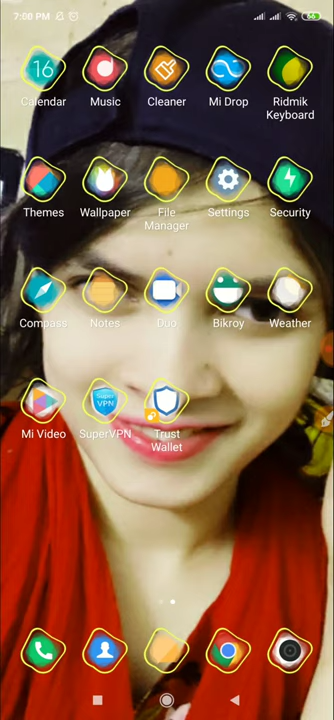 7:00 PM
66
16
Calendar
Music
Cleaner
Mi Drop
Ridmik
Keyboard
Themes
Wallpaper
File
Manager
Settings
Security
Compass
Notes
Duo
Bikroy
Weather
Super
VPN
Mi Video
SuperVPN
Trust
Wallet